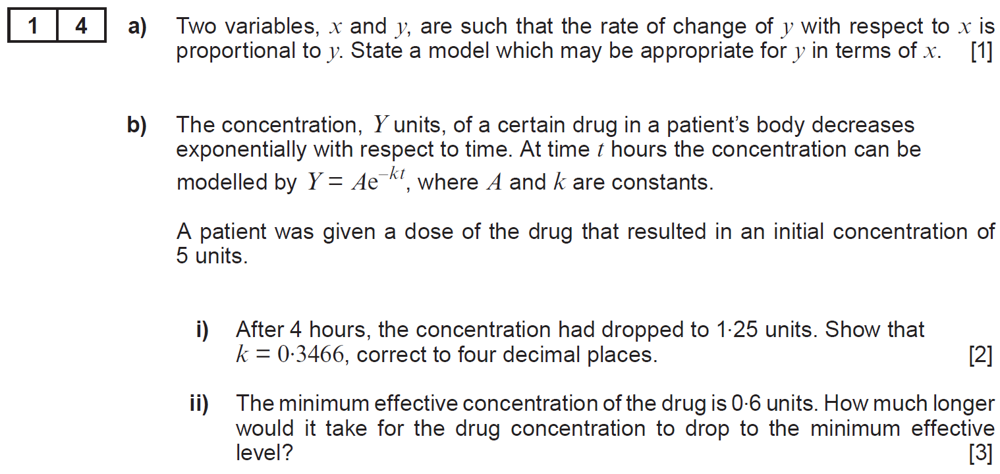 1 4 a) Two variables, x and y, are such that the rate of change of y with respect to x is
proportional to y. State a model which may be appropriate for y in terms of x. [1]
b) The concentration, Y units, of a certain drug in a patient’s body decreases
exponentially with respect to time. At time t hours the concentration can be
modelled by Y = Ae^{–kt}, where A and k are constants.
A patient was given a dose of the drug that resulted in an initial concentration of
5 units.
i) After 4 hours, the concentration had dropped to 1·25 units. Show that
k = 0·3466, correct to four decimal places. [2]
ii) The minimum effective concentration of the drug is 0·6 units. How much longer
would it take for the drug concentration to drop to the minimum effective
level? [3]